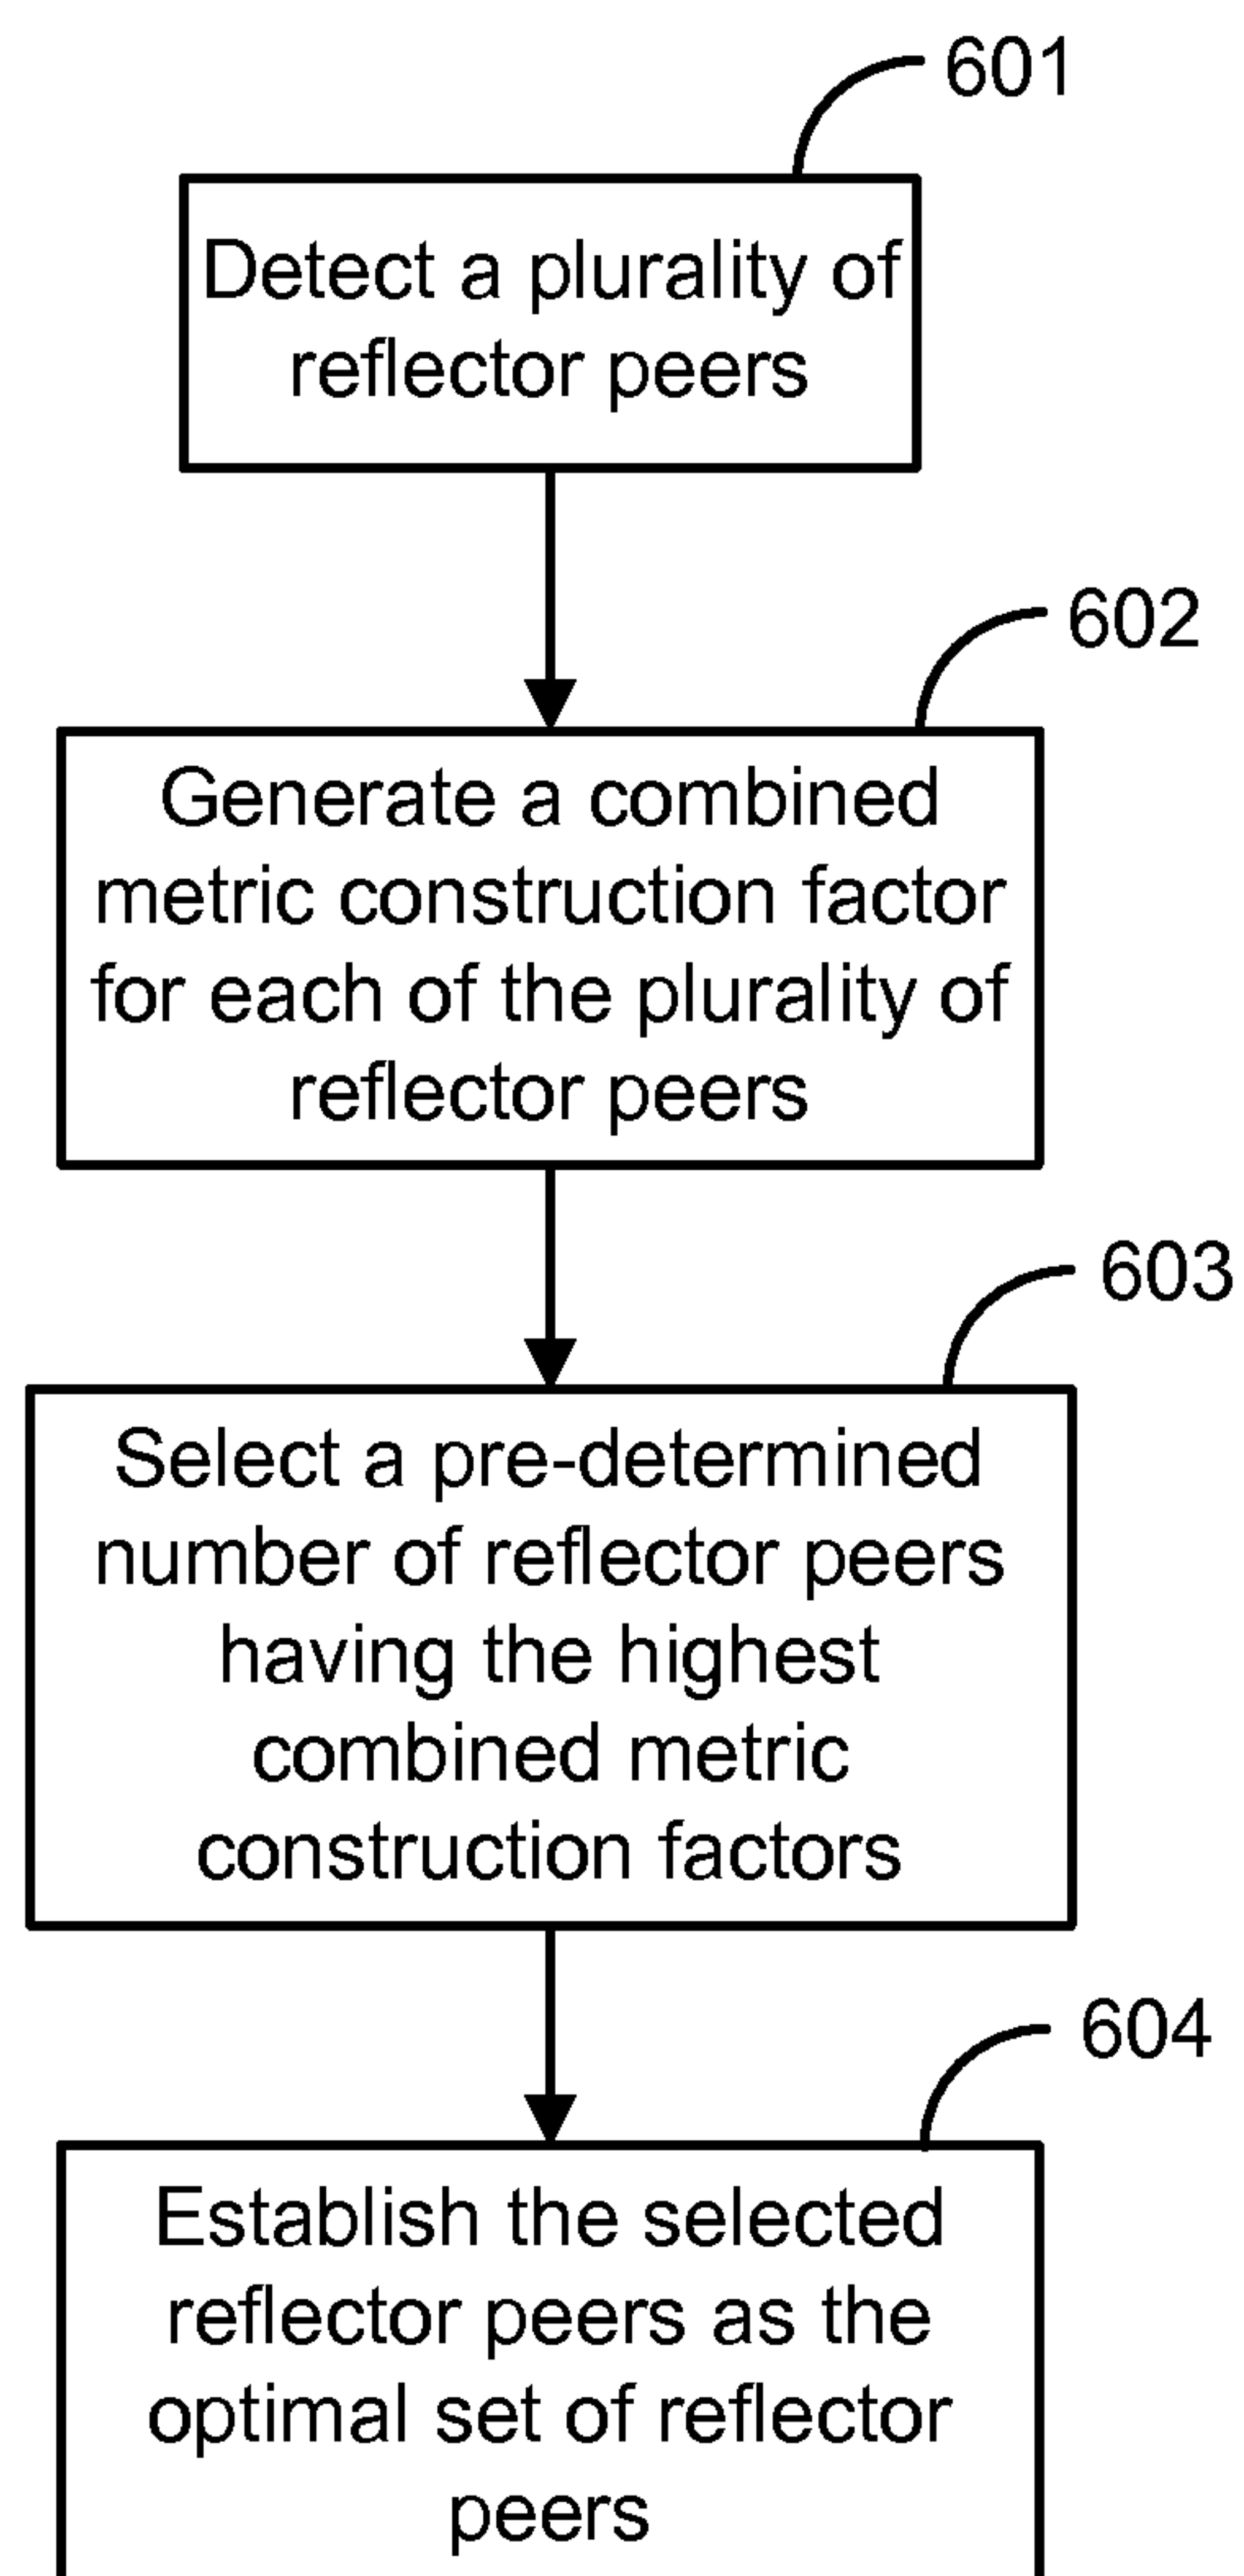 601
Detect a plurality of
reflector peers
602
Generate a combined
metric construction factor
for each of the plurality of
reflector peers
603
Select a pre-determined
number of reflector peers
having the highest
combined metric
construction factors
604
Establish the selected
reflector peers as the
optimal set of reflector
peers